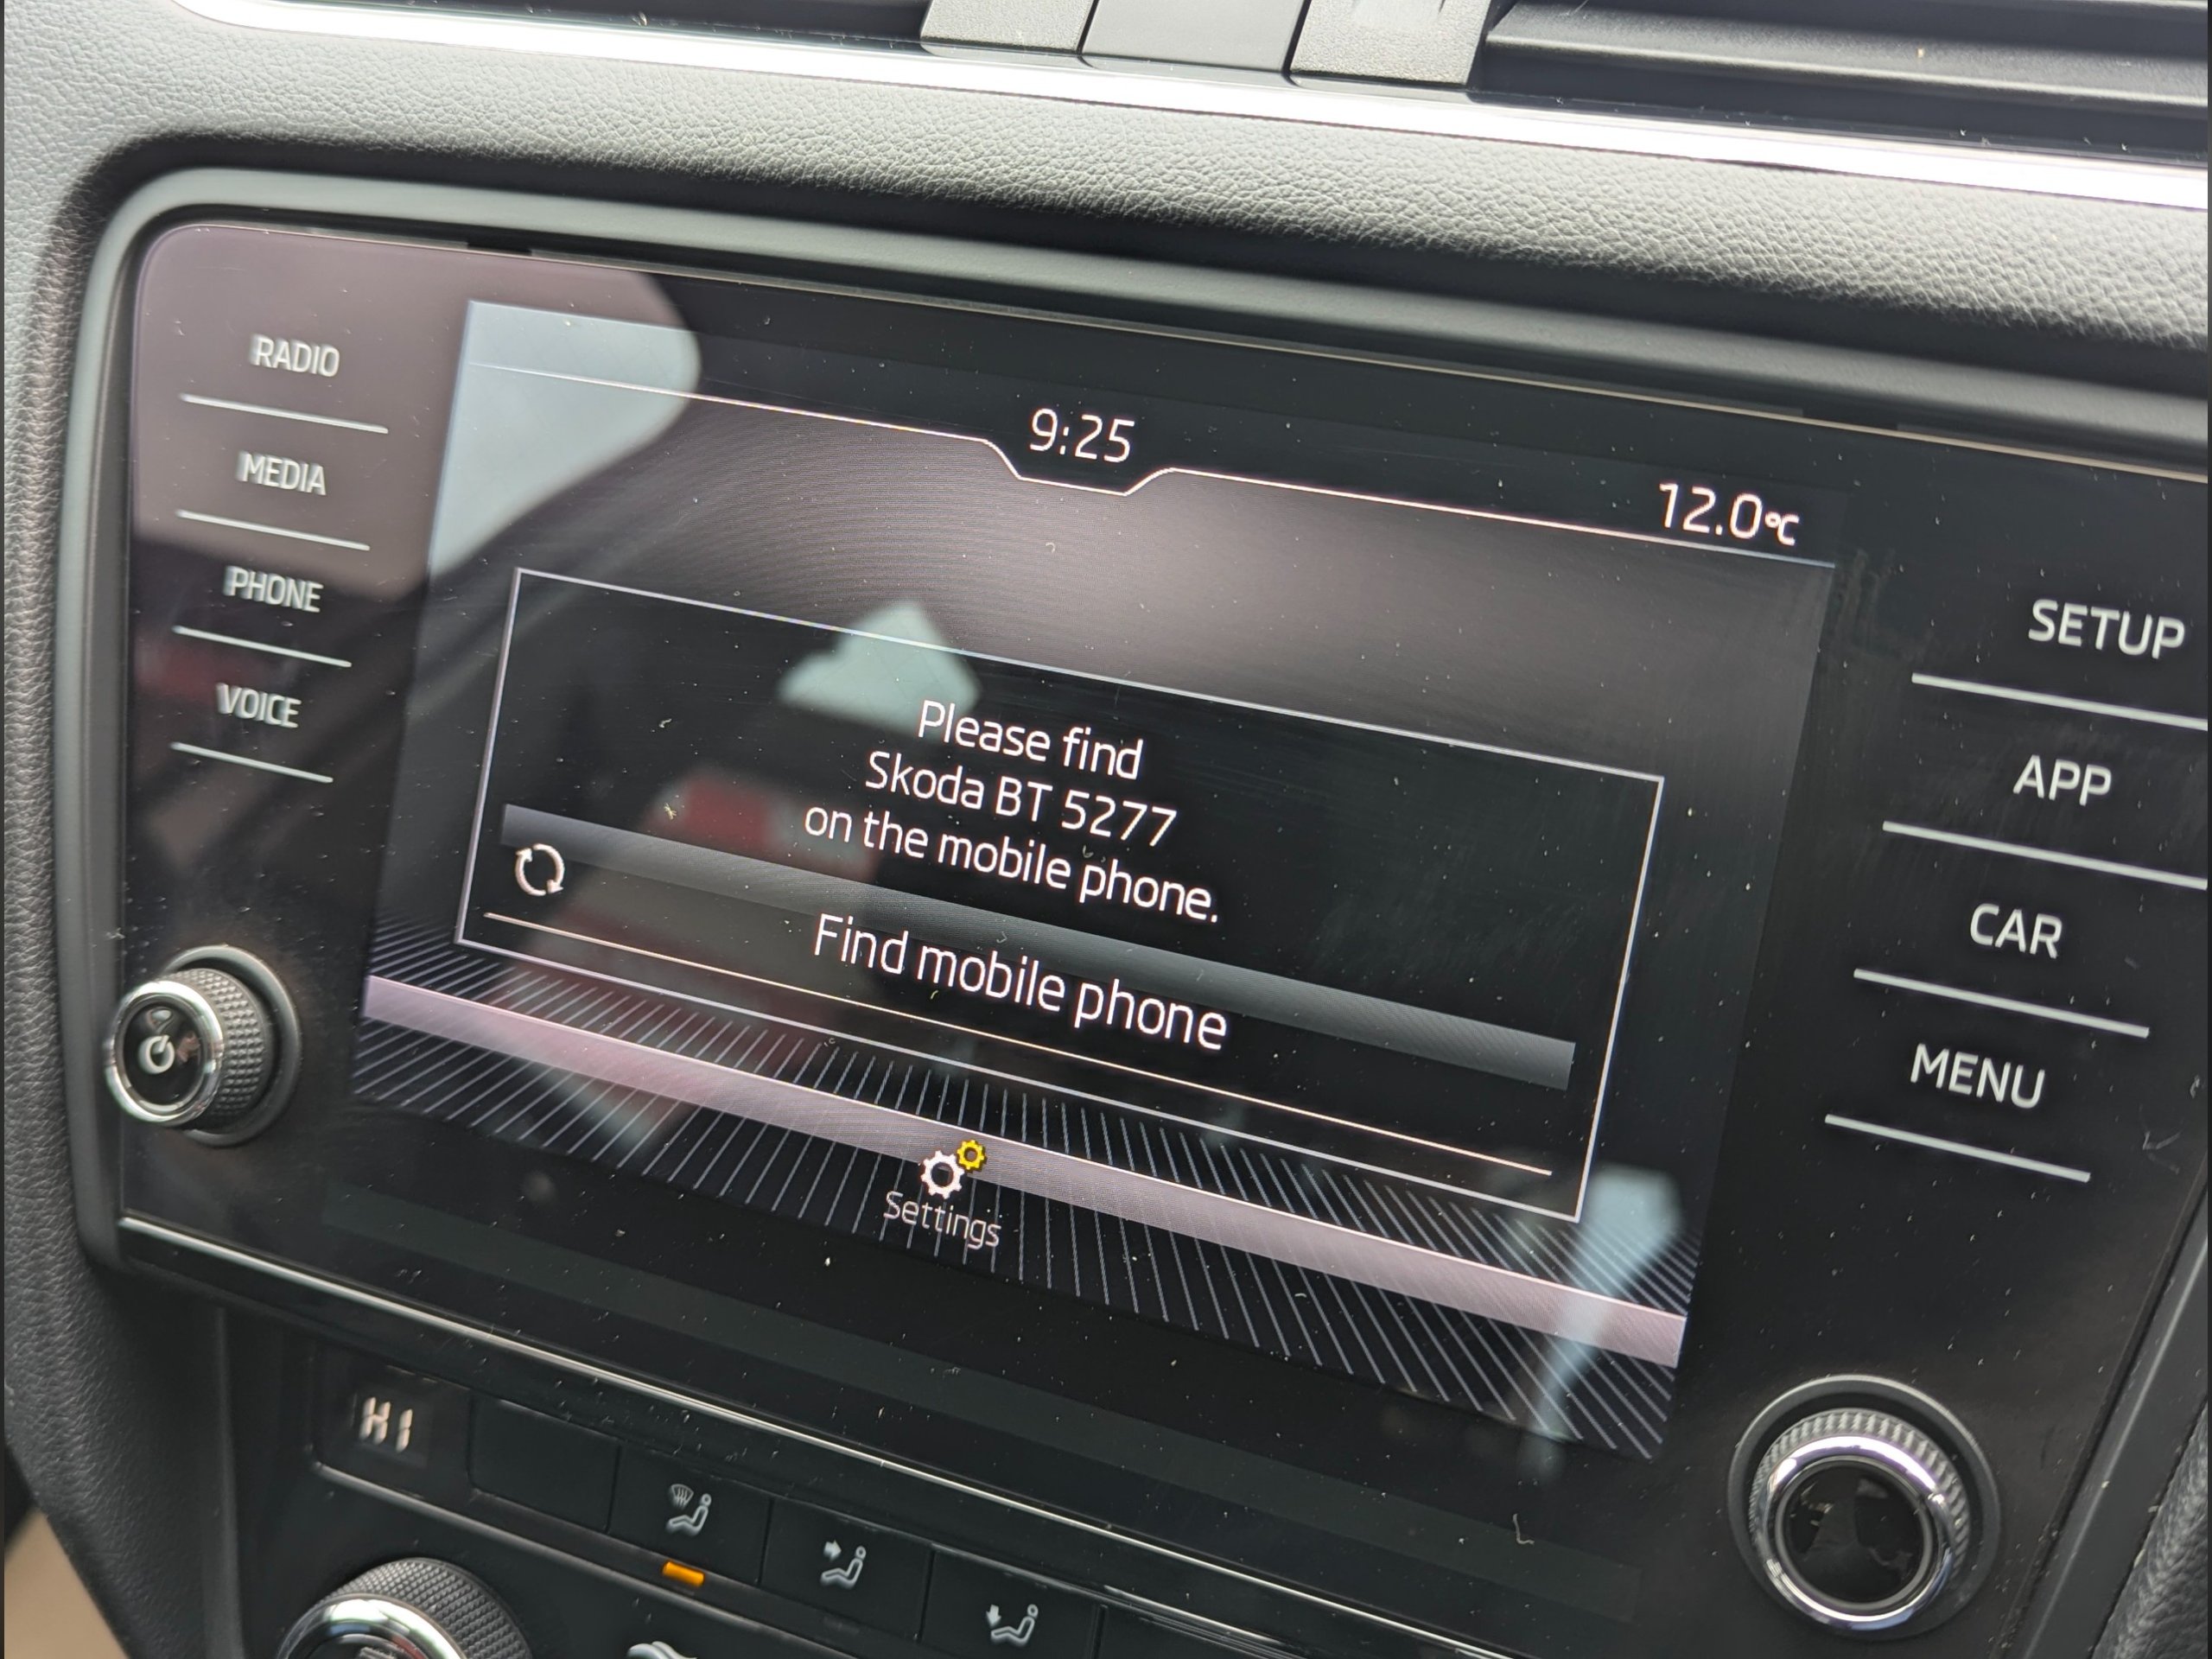 9:25
12.0°C
RADIO
MEDIA
PHONE
VOICE
Please find
Skoda BT 5277
on the mobile phone.
Find mobile phone
Settings
SETUP
APP
CAR
MENU
HI